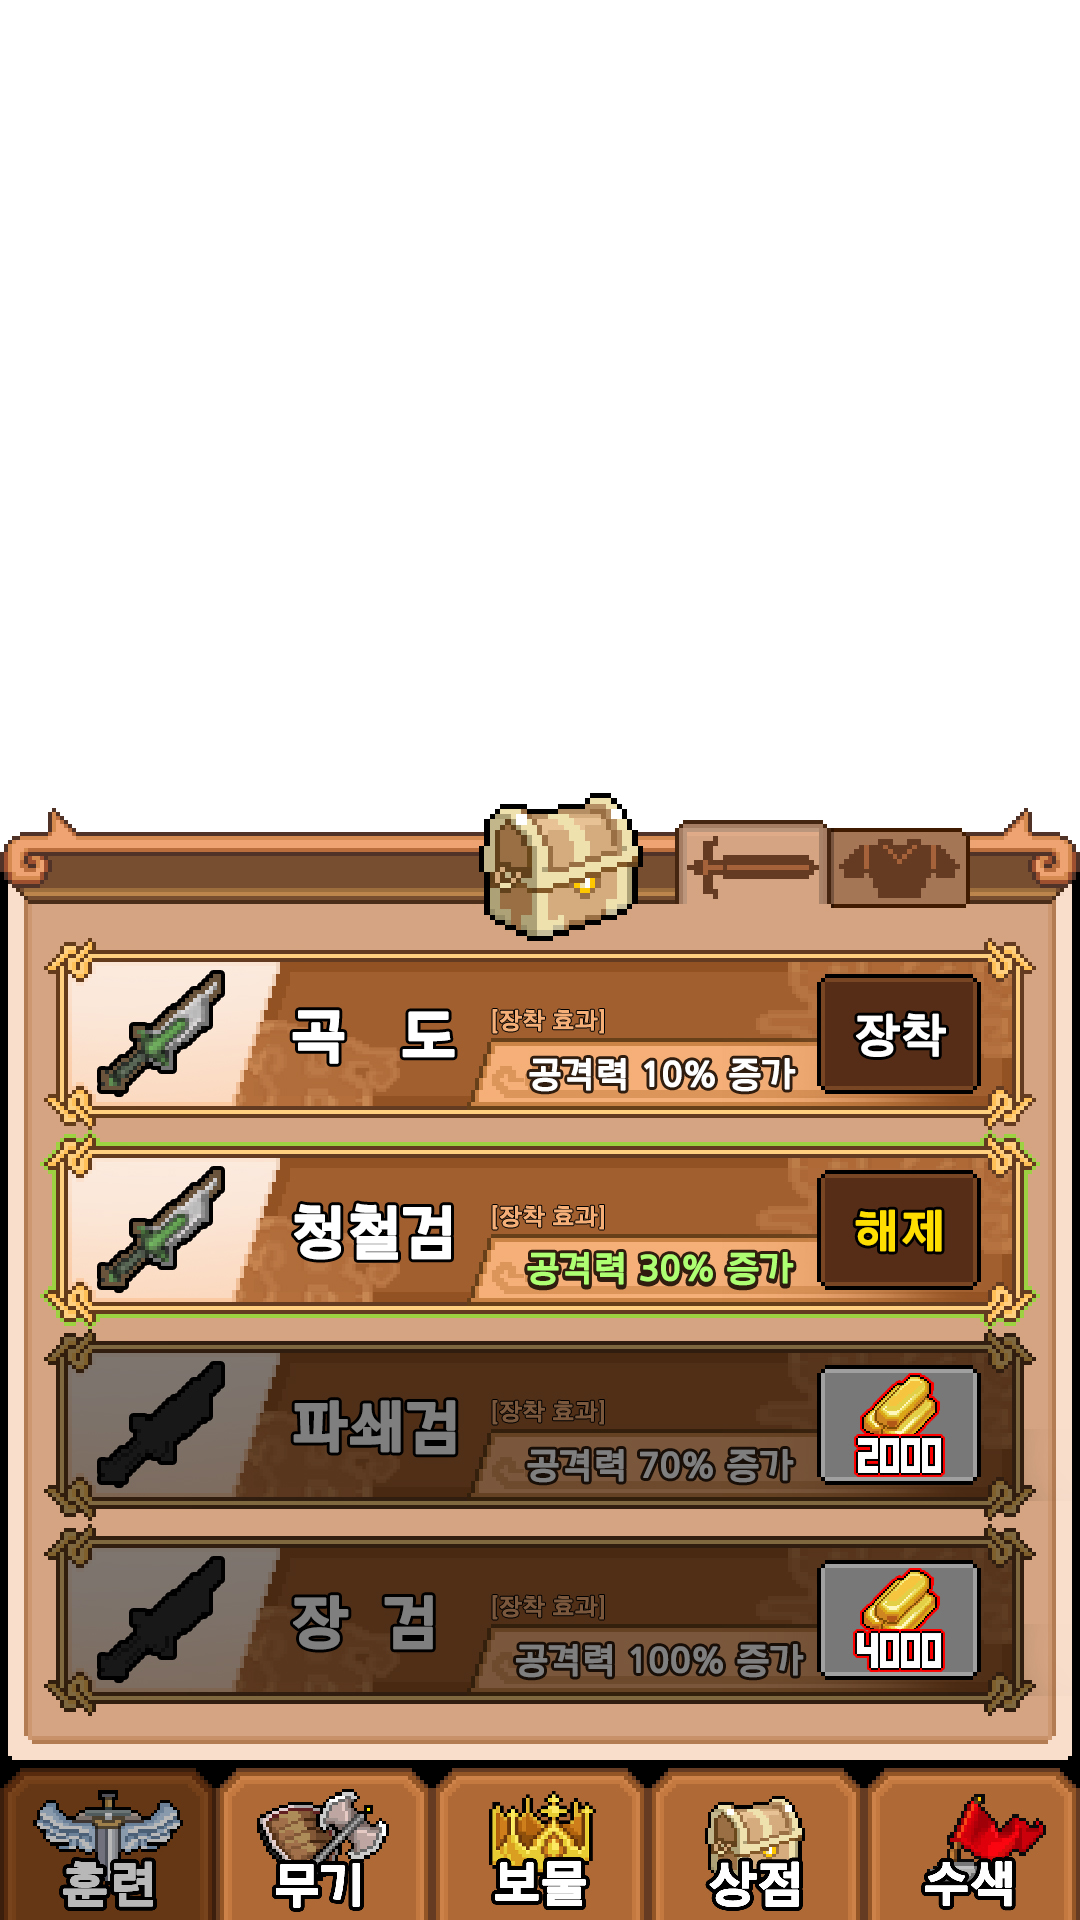 곡 도
[장착 효과]
공격력 10% 증가
장착
청철검
[장착 효과]
공격력 30% 증가
해제
파쇄검
[장착 효과]
공격력 70% 증가
2000
장 검
[장착 효과]
공격력 100% 증가
4000
훈련 무기 보물 상점 수색